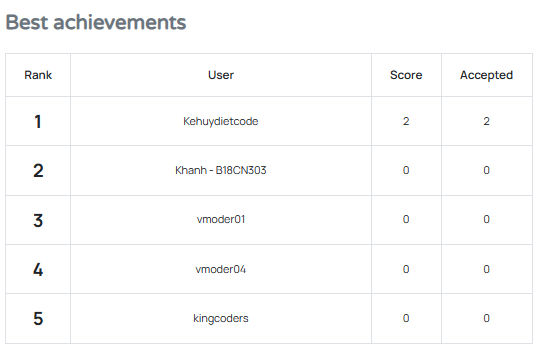 Best achievements
Rank User Score Accepted
1 Kehuydietcode 2 2
2 Khanh - B18CN303 0 0
3 vmoder01 0 0
4 vmoder04 0 0
5 kingcoders 0 0